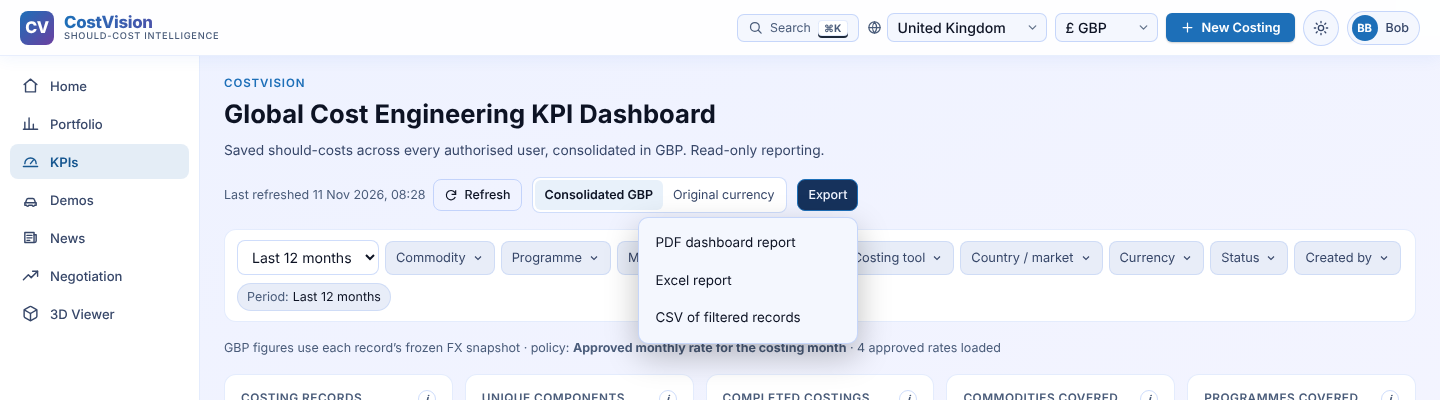 CV
CostVision
SHOULD-COST INTELLIGENCE
Search ⌘K
United Kingdom
£ GBP
New Costing
BB Bob
Home
Portfolio
KPIs
Demos
News
Negotiation
3D Viewer
COSTVISION
Global Cost Engineering KPI Dashboard
Saved should-costs across every authorised user, consolidated in GBP. Read-only reporting.
Last refreshed 11 Nov 2026, 08:28
Refresh
Consolidated GBP
Original currency
Export
PDF dashboard report
Excel report
CSV of filtered records
Last 12 months
Commodity
Programme
Costing tool
Country / market
Currency
Status
Created by
Period: Last 12 months
GBP figures use each record's frozen FX snapshot · policy: Approved monthly rate for the costing month · 4 approved rates loaded
COSTING RECORDS i
UNIQUE COMPONENTS i
COMPLETED COSTINGS i
COMMODITIES COVERED i
PROGRAMMES COVERED i